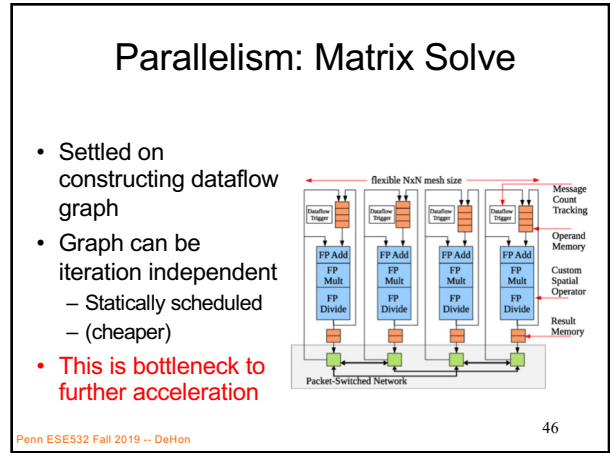 Parallelism: Matrix Solve
• Settled on
constructing dataflow
graph
• Graph can be
iteration independent
– Statically scheduled
– (cheaper)
• This is bottleneck to
further acceleration
flexible NxN mesh size
Message
Count
Tracking
Dataflow
Trigger
Dataflow
Trigger
Dataflow
Trigger
Dataflow
Trigger
Operand
Memory
FP Add
FP
Mult
FP
Divide
FP Add
FP
Mult
FP
Divide
FP Add
FP
Mult
FP
Divide
FP Add
FP
Mult
FP
Divide
Custom
Spatial
Operator
Result
Memory
Packet-Switched Network
Penn ESE532 Fall 2019 -- DeHon
46